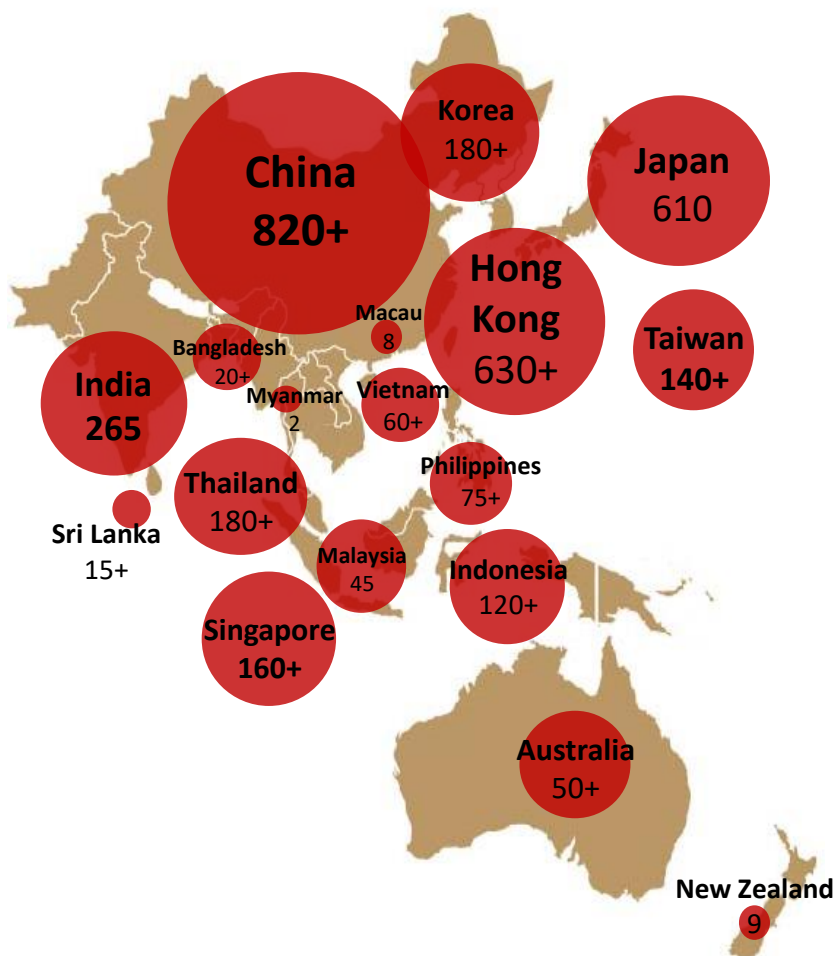 Korea
180+
China
820+
Japan
610
Hong
Kong
630+
Macau
8
Taiwan
140+
Bangladesh
20+
India
265
Myanmar
2
Vietnam
60+
Philippines
75+
Thailand
180+
Sri Lanka
15+
Malaysia
45
Indonesia
120+
Singapore
160+
Australia
50+
New Zealand
9